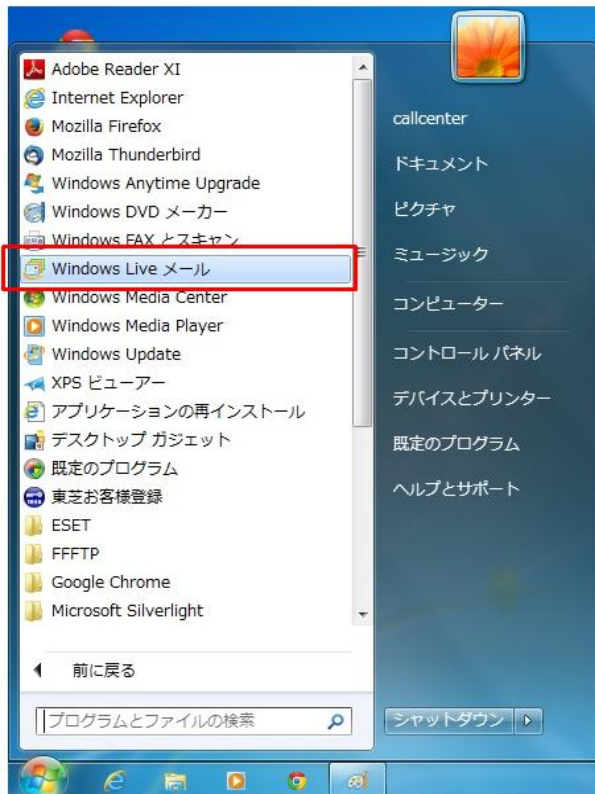 Adobe Reader XI
Internet Explorer
Mozilla Firefox
Mozilla Thunderbird
Windows Anytime Upgrade
Windows DVD メーカー
Windows FAX とスキャン
Windows Live メール
Windows Media Center
Windows Media Player
Windows Update
XPS ビューアー
アプリケーションの再インストール
デスクトップ ガジェット
既定のプログラム
東芝お客様登録
ESET
FFFTP
Google Chrome
Microsoft Silverlight
前に戻る
プログラムとファイルの検索
callcenter
ドキュメント
ピクチャ
ミュージック
コンピューター
コントロール パネル
デバイスとプリンター
既定のプログラム
ヘルプとサポート
シャットダウン